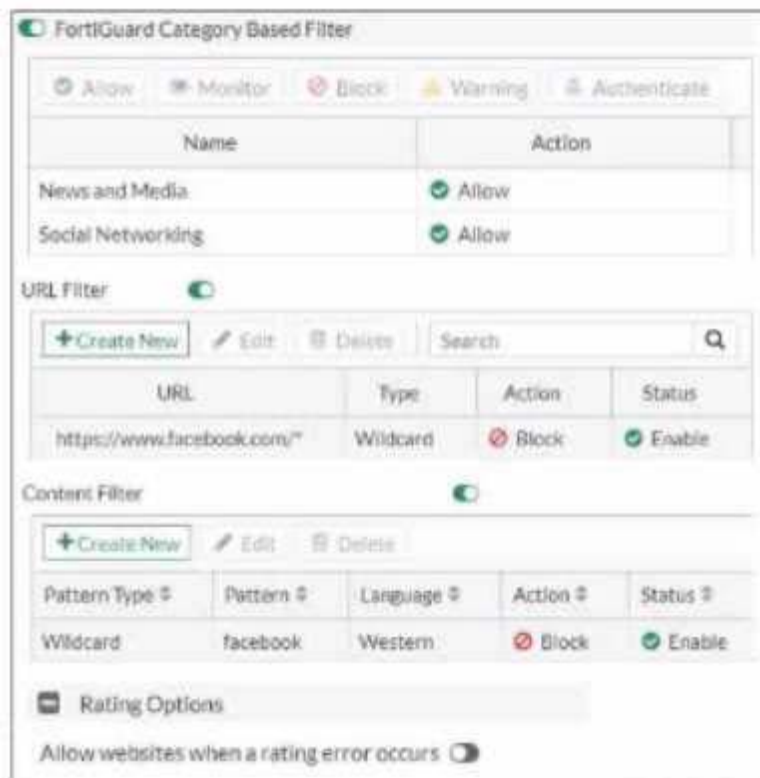 FortiGuard Category Based Filter
Allow Monitor Block Warning Authenticate
Name Action
News and Media Allow
Social Networking Allow
URL Filter
+Create New Edit Delete Search
URL Type Action Status
https://www.facebook.com/* Wildcard Block Enable
Content Filter
+Create New Edit Delete
Pattern Type Pattern Language Action Status
Wildcard facebook Western Block Enable
Rating Options
Allow websites when a rating error occurs